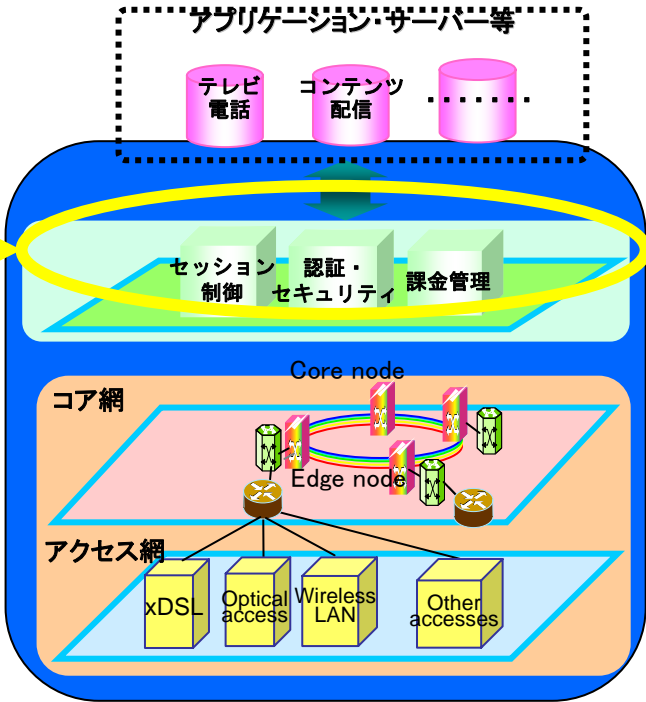 アプリケーション・サーバー等
テレビ
電話
コンテンツ
配信
………
セッション
制御
認証・
セキュリティ
課金管理
Core node
コア網
Edge node
アクセス網
xDSL
Optical
access
Wireless
LAN
Other
accesses